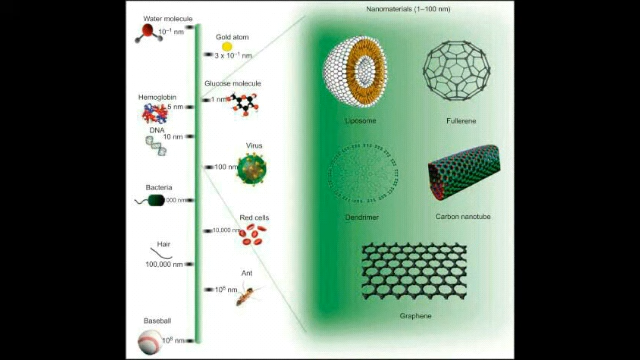 Nanomaterials (1–100 nm)
Water molecule
10⁻¹ nm
Gold atom
3 x 10⁻¹ nm
Glucose molecule
1 nm
Hemoglobin
5 nm
DNA
10 nm
Virus
100 nm
Bacteria
000 nm
Red cells
10,000 nm
Hair
100,000 nm
Ant
10⁶ nm
Baseball
10⁸ nm
Liposome
Fullerene
Dendrimer
Carbon nanotube
Graphene